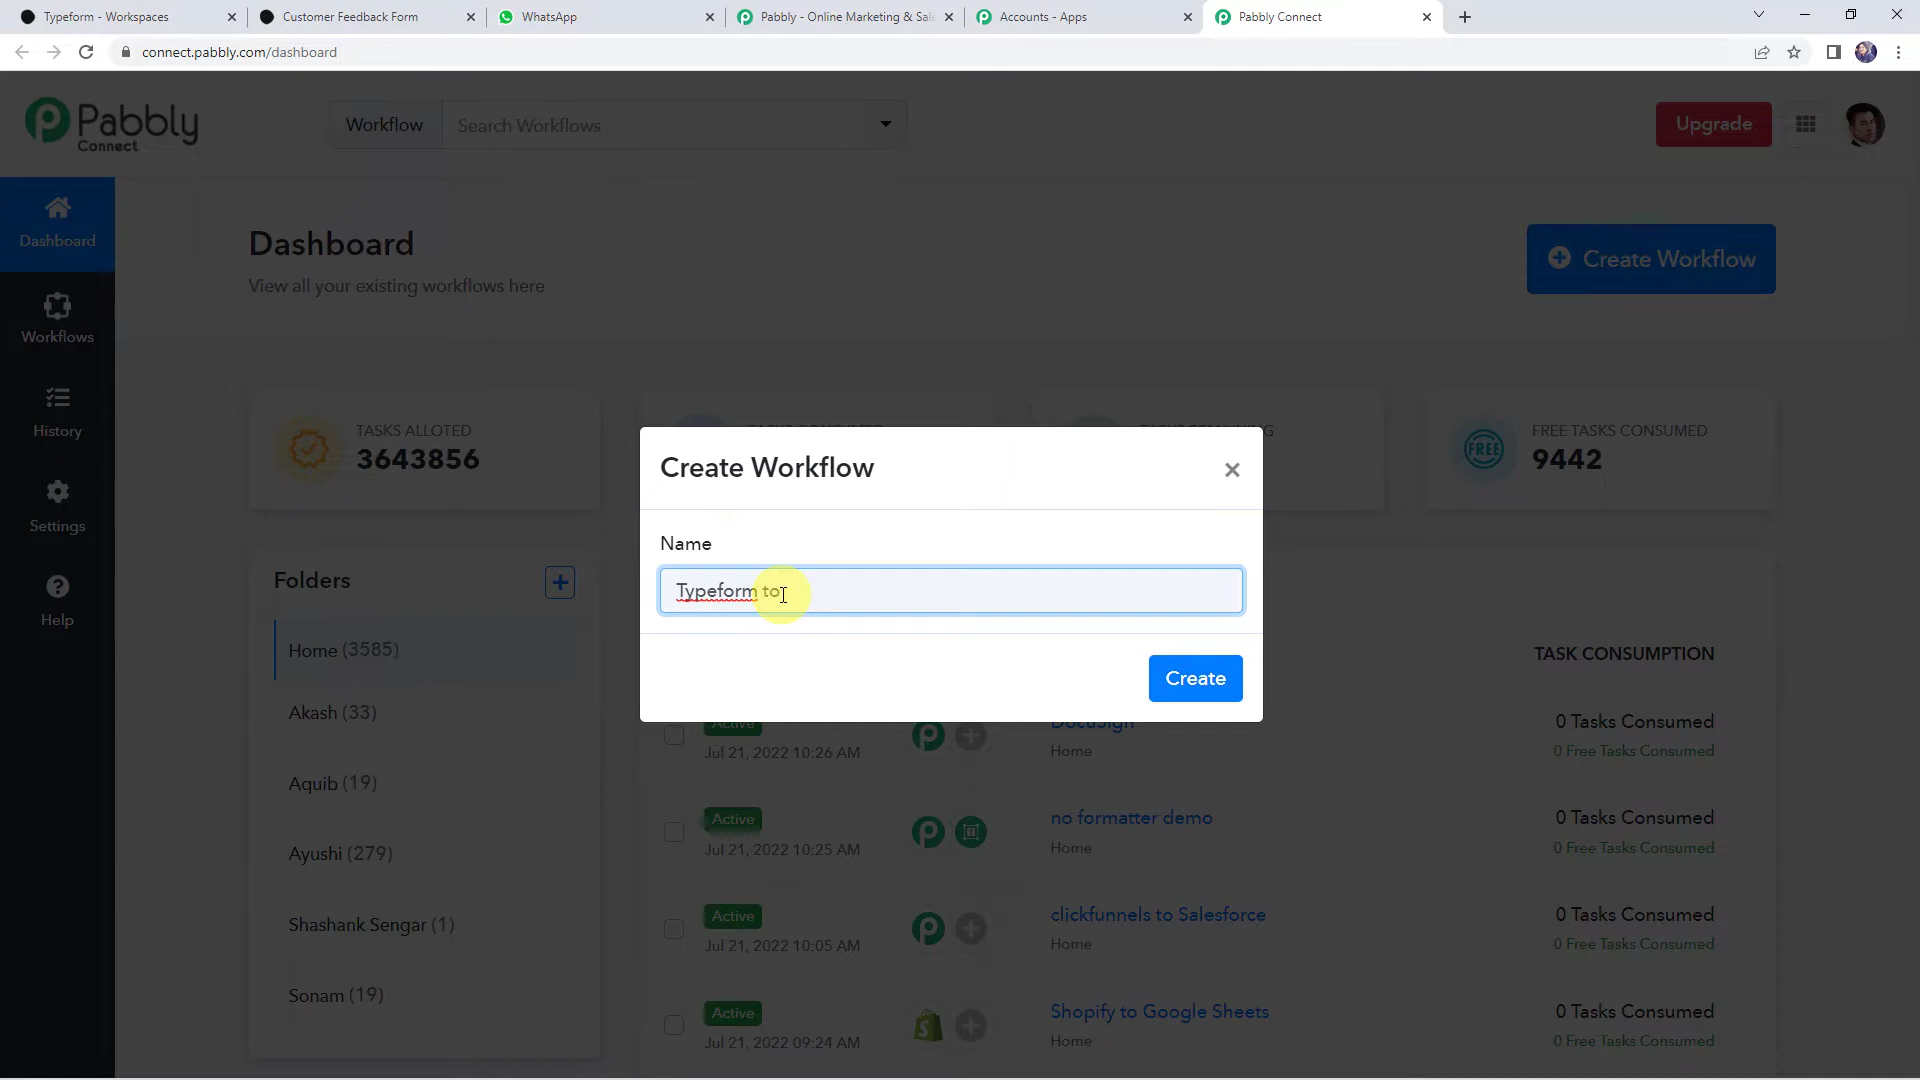 Typeform - Workspaces
Customer Feedback Form
WhatsApp
Pabbly - Online Marketing & Sale
Accounts - Apps
Pabbly Connect
connect.pabbly.com/dashboard
Pabbly
Connect
Workflow
Search Workflows
Upgrade
Dashboard
Workflows
History
Settings
Help
Dashboard
View all your existing workflows here
Create Workflow
TASKS ALLOTED
3643856
FREE TASKS CONSUMED
9442
FREE
Create Workflow
Name
Typeform to
Create
Folders
Home (3585)
Akash (33)
Aquib (19)
Ayushi (279)
Shashank Sengar (1)
Sonam (19)
TASK CONSUMPTION
Active
Jul 21, 2022 10:26 AM
DocuSign
Home
0 Tasks Consumed
0 Free Tasks Consumed
Active
Jul 21, 2022 10:25 AM
no formatter demo
Home
0 Tasks Consumed
0 Free Tasks Consumed
Active
Jul 21, 2022 10:05 AM
clickfunnels to Salesforce
Home
0 Tasks Consumed
0 Free Tasks Consumed
Active
Jul 21, 2022 09:24 AM
Shopify to Google Sheets
Home
0 Tasks Consumed
0 Free Tasks Consumed